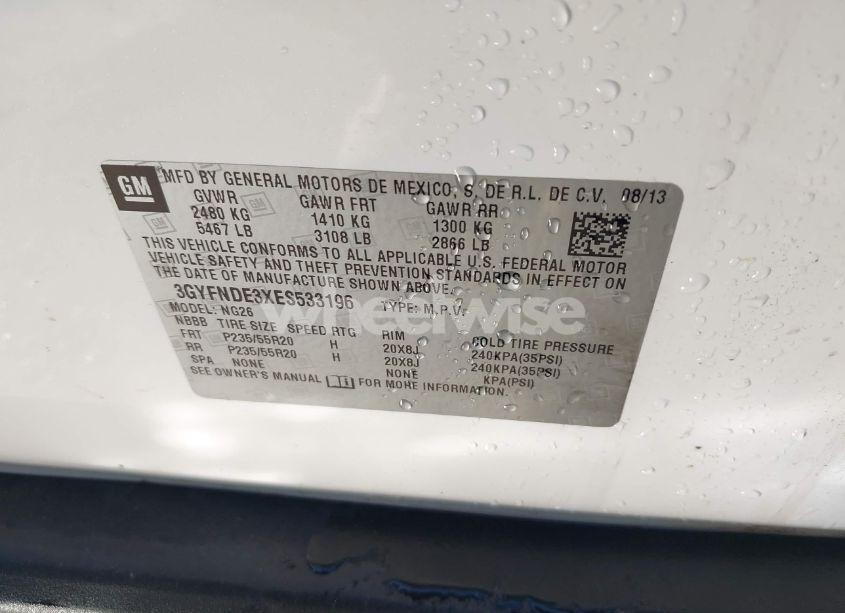 GM
MFD BY GENERAL MOTORS DE MEXICO, S. DE R.L. DE C.V. 08/13
GVWR GAWR FRT GAWR RR
2480 KG 1410 KG 1300 KG
5467 LB 3108 LB 2866 LB
THIS VEHICLE CONFORMS TO ALL APPLICABLE U.S. FEDERAL MOTOR
VEHICLE SAFETY AND THEFT PREVENTION STANDARDS IN EFFECT ON
THE DATE OF MANUFACTURE SHOWN ABOVE.
3GYFNDE3XES533196 TYPE: M.P.V.
MODEL: NG26
NBBB TIRE SIZE SPEED RTG RIM COLD TIRE PRESSURE
FRT P235/55R20 H 20X8J 240KPA(35PSI)
RR P235/55R20 H 20X8J 240KPA(35PSI)
SPA NONE NONE KPA(PSI)
SEE OWNER'S MANUAL FOR MORE INFORMATION.
wheelwise